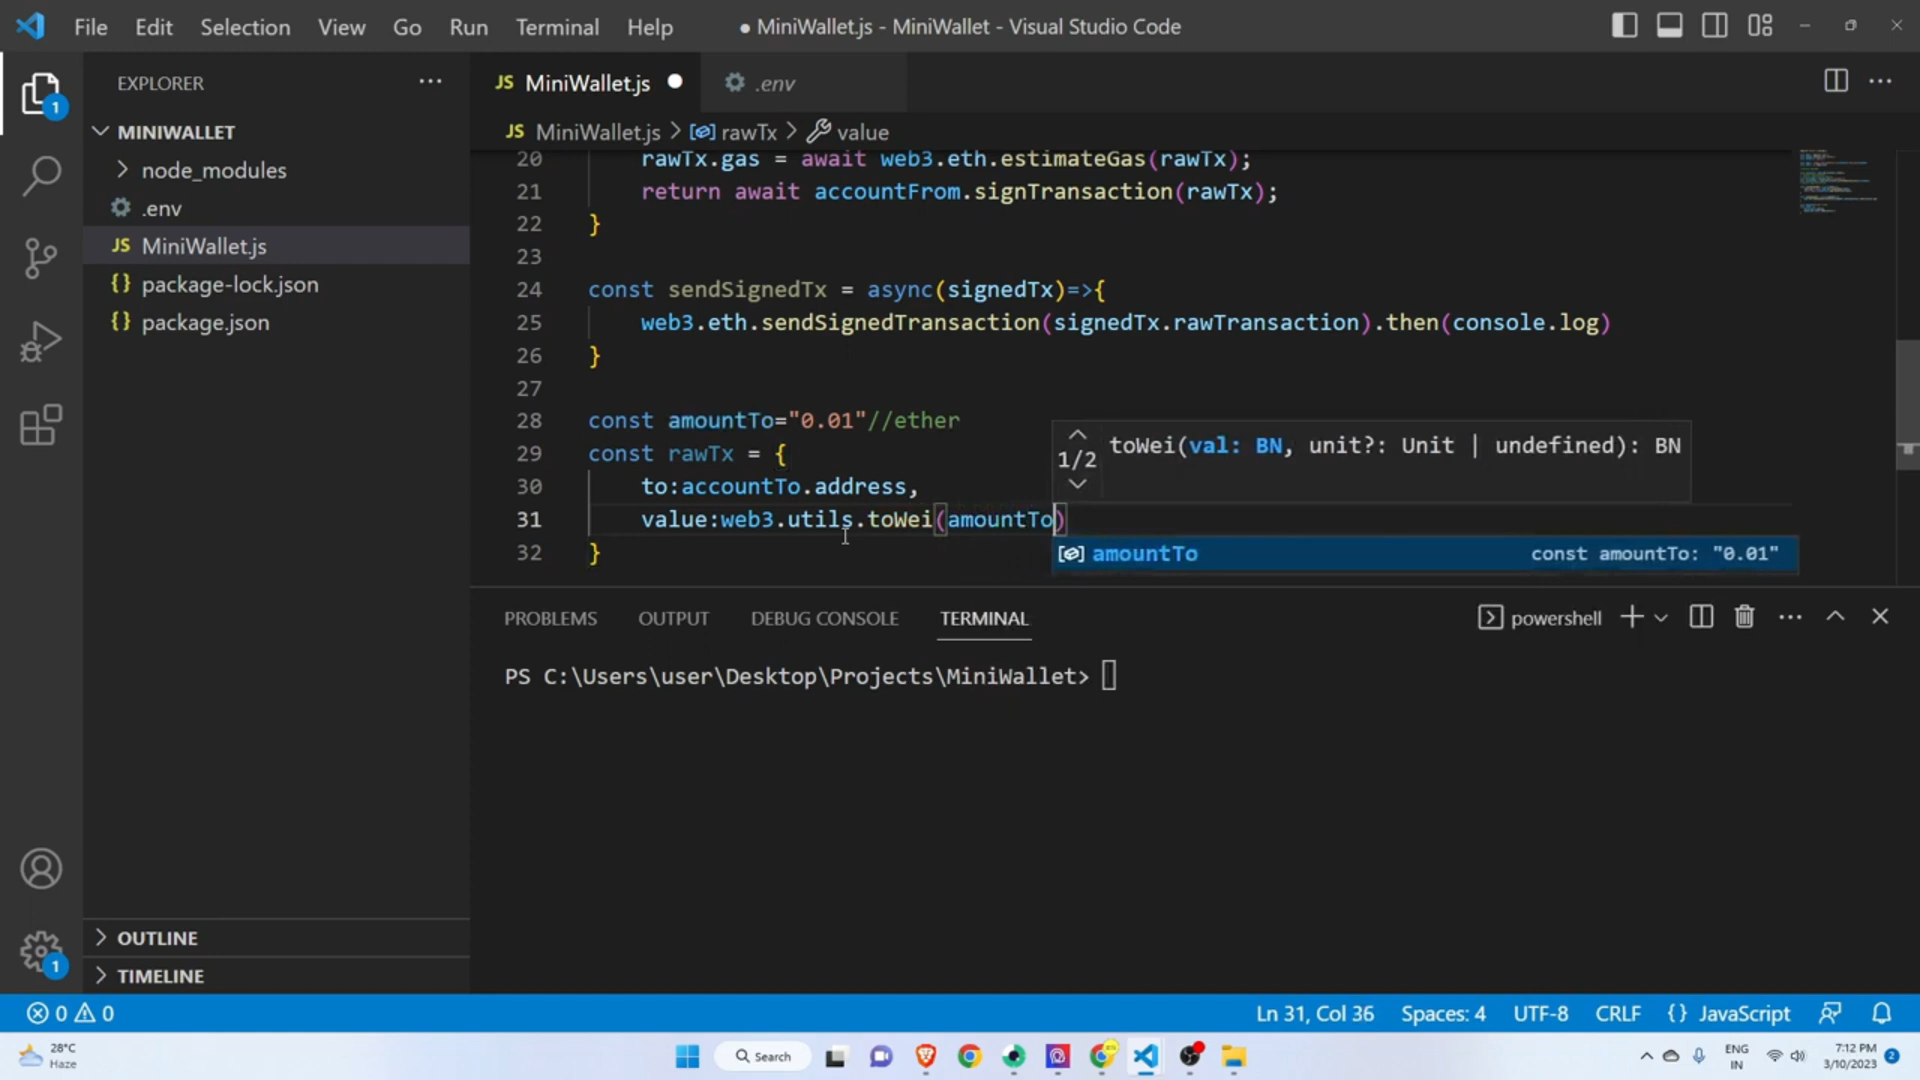 File Edit Selection View Go Run Terminal Help
● MiniWallet.js - MiniWallet - Visual Studio Code
EXPLORER
JS MiniWallet.js ●
.env
1
MINIWALLET
JS MiniWallet.js > rawTx > value
node_modules
.env
JS MiniWallet.js
{} package-lock.json
{} package.json
20 rawTx.gas = await web3.eth.estimateGas(rawTx);
21 return await accountFrom.signTransaction(rawTx);
22 }
23
24 const sendSignedTx = async(signedTx)=>{
25 web3.eth.sendSignedTransaction(signedTx.rawTransaction).then(console.log)
26 }
27
28 const amountTo="0.01"//ether
29 const rawTx = {
30 to:accountTo.address,
31 value:web3.utils.toWei(amountTo)
32 }
1/2 toWei(val: BN, unit?: Unit | undefined): BN
amountTo const amountTo: "0.01"
PROBLEMS OUTPUT DEBUG CONSOLE TERMINAL
powershell
PS C:\Users\user\Desktop\Projects\MiniWallet>
OUTLINE
1
TIMELINE
0 0
Ln 31, Col 36 Spaces: 4 UTF-8 CRLF {} JavaScript
28°C
Haze
Search
ENG
IN
7:12 PM
3/10/2023
2